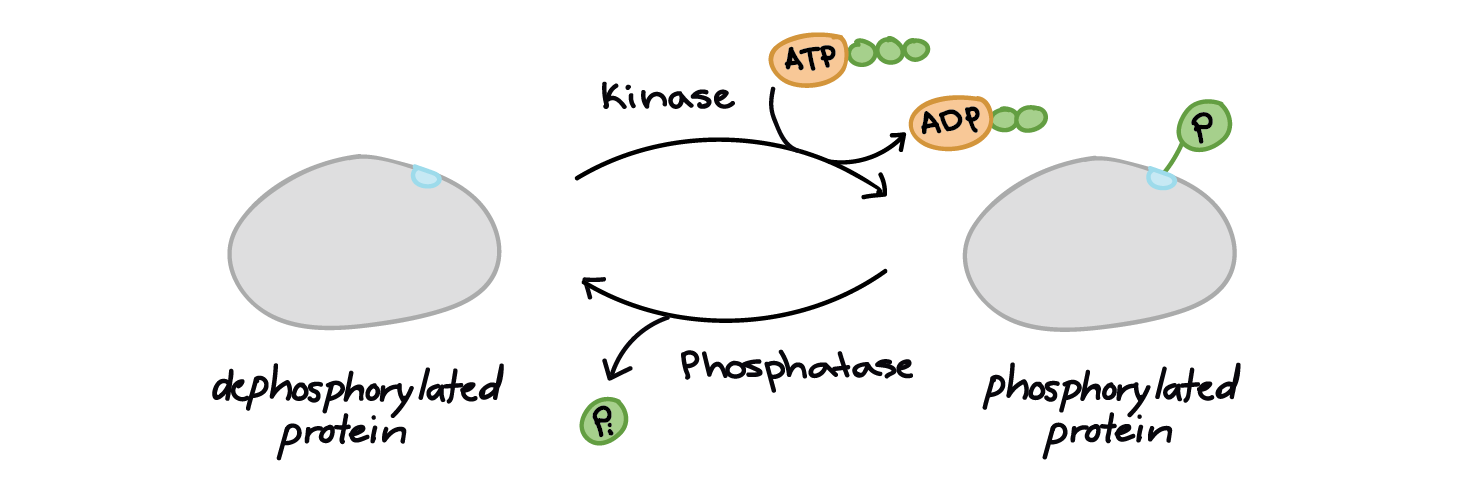 Kinase
ATP
ADP
P
dephosphorylated
protein
Pi
Phosphatase
phosphorylated
protein